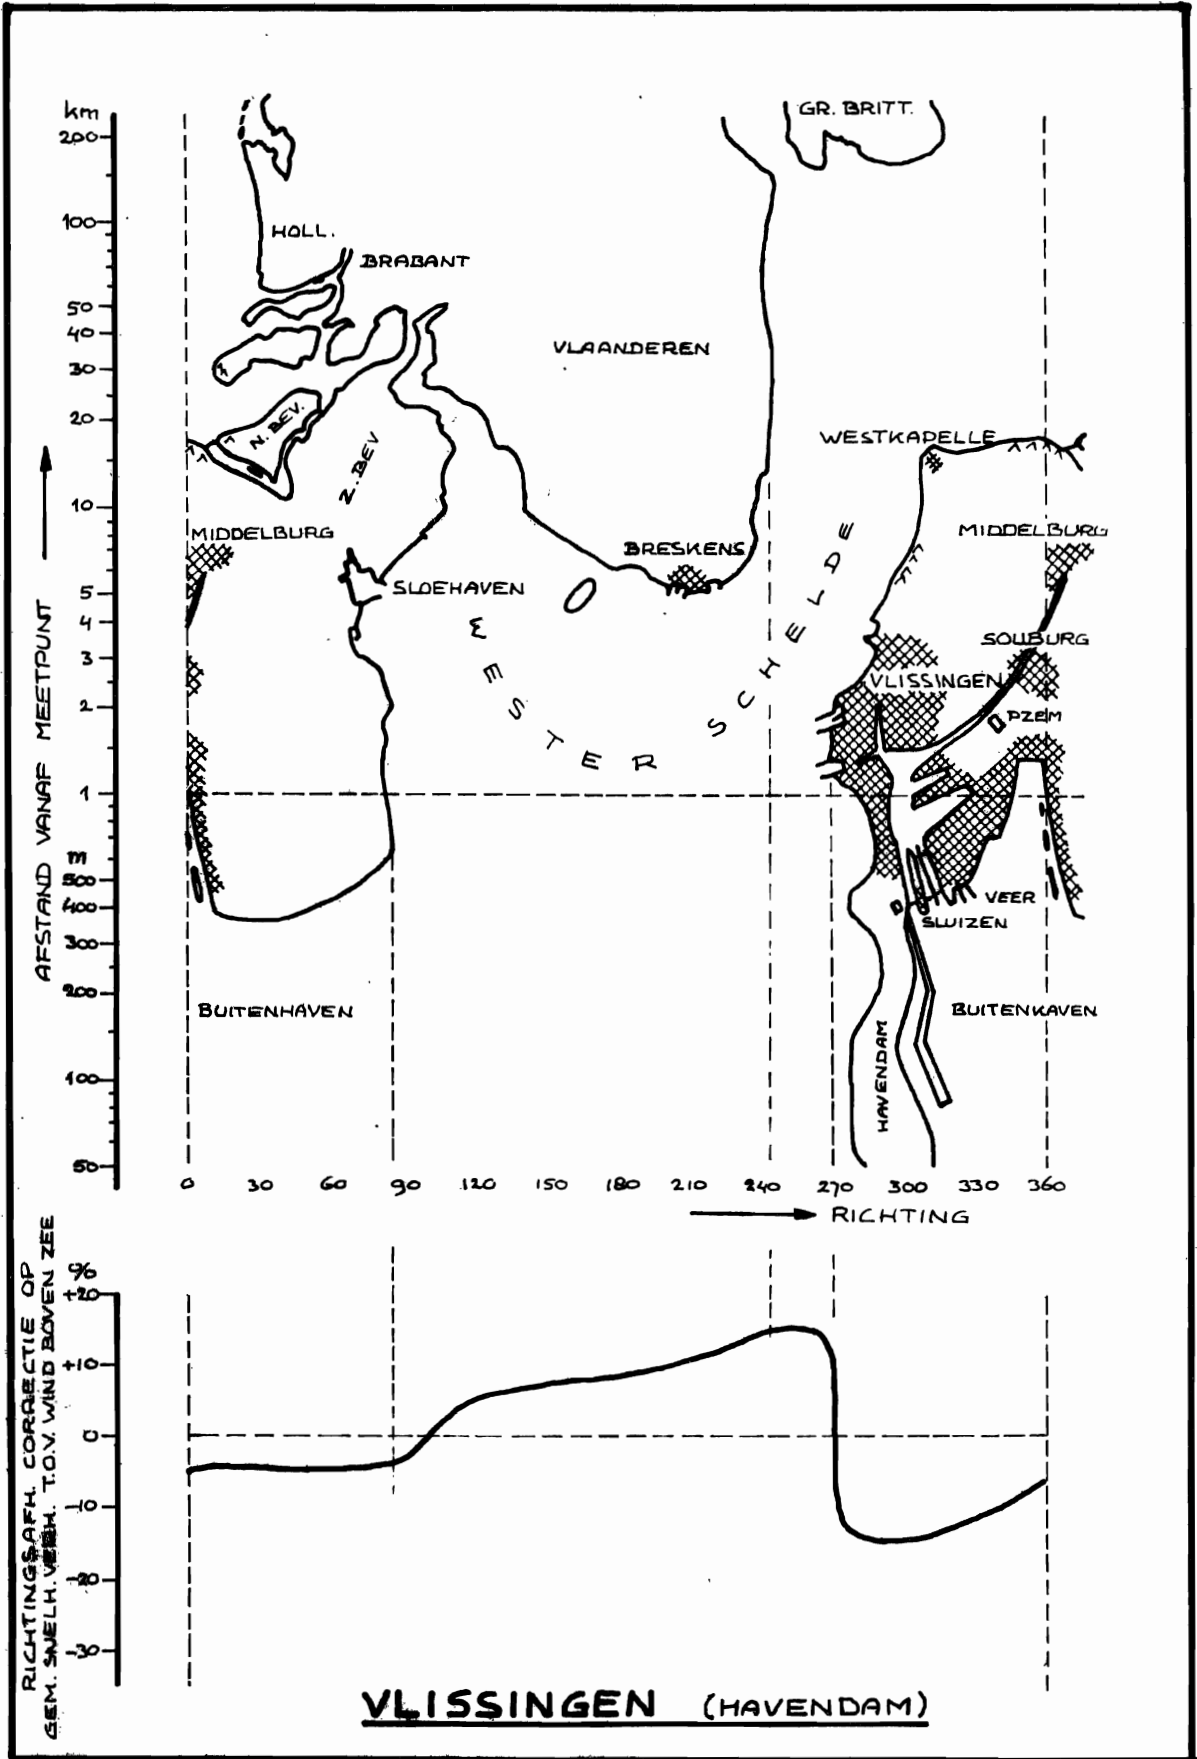 km
200
100
50
40
30
20
10
5
4
3
2
1
m
500
400
300
200
100
50
AFSTAND VANAF MEETPUNT
GR. BRITT.
HOLL.
BRABANT
VLAANDEREN
N. BEV.
Z. BEV
WESTKAPELLE
MIDDELBURG
BRESKENS
MIDDELBURG
SLOEHAVEN
WESTER SCHELDE
SOUBURG
VLISSINGEN
PZEM
VEER
SLUIZEN
BUITENHAVEN
HAVENDAM
BUITENHAVEN
0 30 60 90 120 150 180 210 240 270 300 330 360
RICHTING
RICHTINGSAFH. CORRECTIE OP
GEM. SNELH. VERH. T.O.V. WIND BOVEN ZEE
%
+20
+10
0
-10
-20
-30
VLISSINGEN (HAVENDAM)